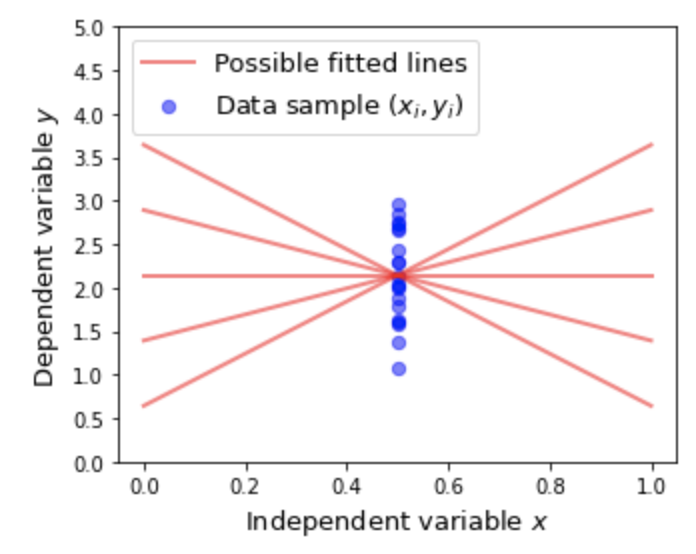 5.0
4.5
4.0
3.5
3.0
2.5
2.0
1.5
1.0
0.5
0.0
Dependent variable y
Possible fitted lines
Data sample (xᵢ, yᵢ)
0.0 0.2 0.4 0.6 0.8 1.0
Independent variable x